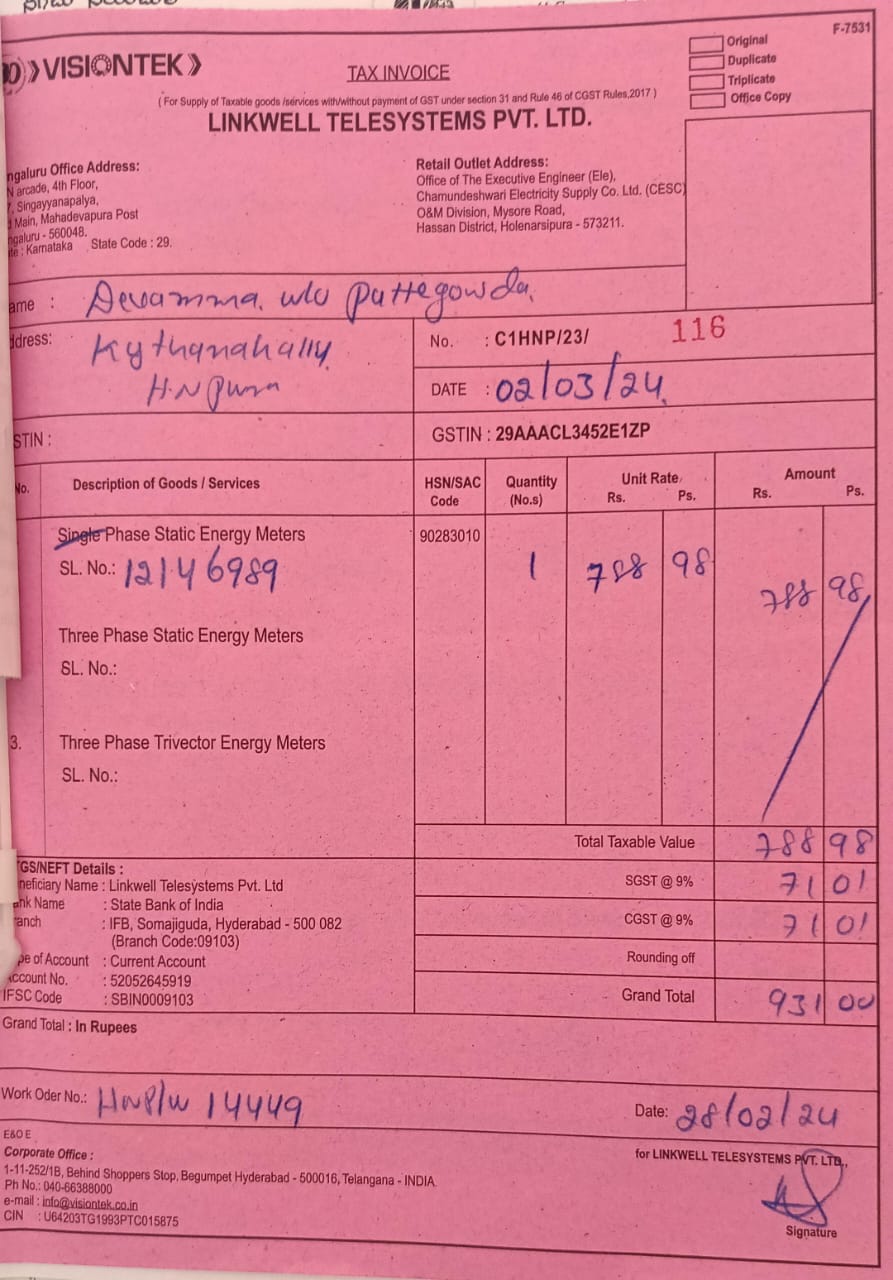 VISIONTEK
TAX INVOICE
F-7531
Original
Duplicate
Triplicate
Office Copy
( For Supply of Taxable goods /services with/without payment of GST under section 31 and Rule 46 of CGST Rules,2017 )
LINKWELL TELESYSTEMS PVT. LTD.
ngaluru Office Address:
N arcade, 4th Floor,
Singayyanapalya,
Main, Mahadevapura Post
ngaluru - 560048.
te : Karnataka State Code : 29.
Retail Outlet Address:
Office of The Executive Engineer (Ele),
Chamundeshwari Electricity Supply Co. Ltd. (CESC)
O&M Division, Mysore Road,
Hassan District, Holenarsipura - 573211.
ame : Devamma. w/o Puttegowda.
ddress: Kythanahally
H.N Pura
No. : C1HNP/23/ 116
DATE : 02/03/24
STIN :
GSTIN : 29AAACL3452E1ZP
No. Description of Goods / Services HSN/SAC Code Quantity (No.s) Unit Rate Rs. Ps. Amount Rs. Ps.
Single Phase Static Energy Meters 90283010
SL. No.: 12146989 1 788 98 788 98
Three Phase Static Energy Meters
SL. No.:
3. Three Phase Trivector Energy Meters
SL. No.:
Total Taxable Value 788 98
SGST @ 9% 71 01
CGST @ 9% 71 01
Rounding off
Grand Total 931 00
TGS/NEFT Details :
neficiary Name : Linkwell Telesystems Pvt. Ltd
ank Name : State Bank of India
ranch : IFB, Somajiguda, Hyderabad - 500 082
(Branch Code:09103)
pe of Account : Current Account
Account No. : 52052645919
IFSC Code : SBIN0009103
Grand Total : In Rupees
Work Oder No.: HNP/W 14449
Date: 28/02/24
E&O E
Corporate Office :
1-11-252/1B, Behind Shoppers Stop, Begumpet Hyderabad - 500016, Telangana - INDIA
Ph No.: 040-66388000
e-mail : info@visiontek.co.in
CIN : U64203TG1993PTC015875
for LINKWELL TELESYSTEMS PVT. LTD.,
Signature